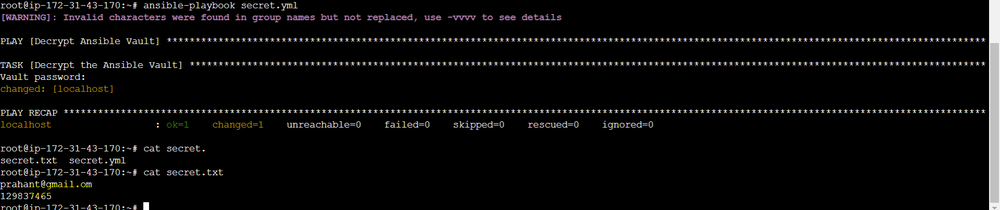 root@ip-172-31-43-170:~# ansible-playbook secret.yml
[WARNING]: Invalid characters were found in group names but not replaced, use -vvvv to see details
PLAY [Decrypt Ansible Vault] ***********************************************************************************************************************************************
TASK [Decrypt the Ansible Vault] *******************************************************************************************************************************************
Vault password:
changed: [localhost]
PLAY RECAP *****************************************************************************************************************************************************************
localhost                  : ok=1    changed=1    unreachable=0    failed=0    skipped=0    rescued=0    ignored=0
root@ip-172-31-43-170:~# cat secret.
secret.txt  secret.yml
root@ip-172-31-43-170:~# cat secret.txt
prahant@gmail.om
129837465
root@ip-172-31-43-170:~#